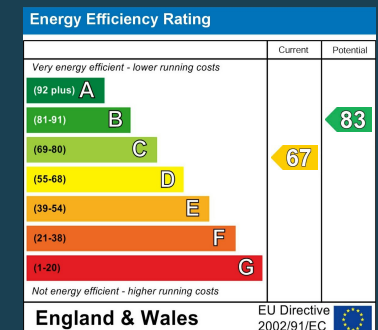 Energy Efficiency Rating
Current Potential
Very energy efficient - lower running costs
(92 plus) A
(81-91) B 83
(69-80) C
67
(55-68) D
(39-54) E
(21-38) F
(1-20) G
Not energy efficient - higher running costs
England & Wales
EU Directive
2002/91/EC